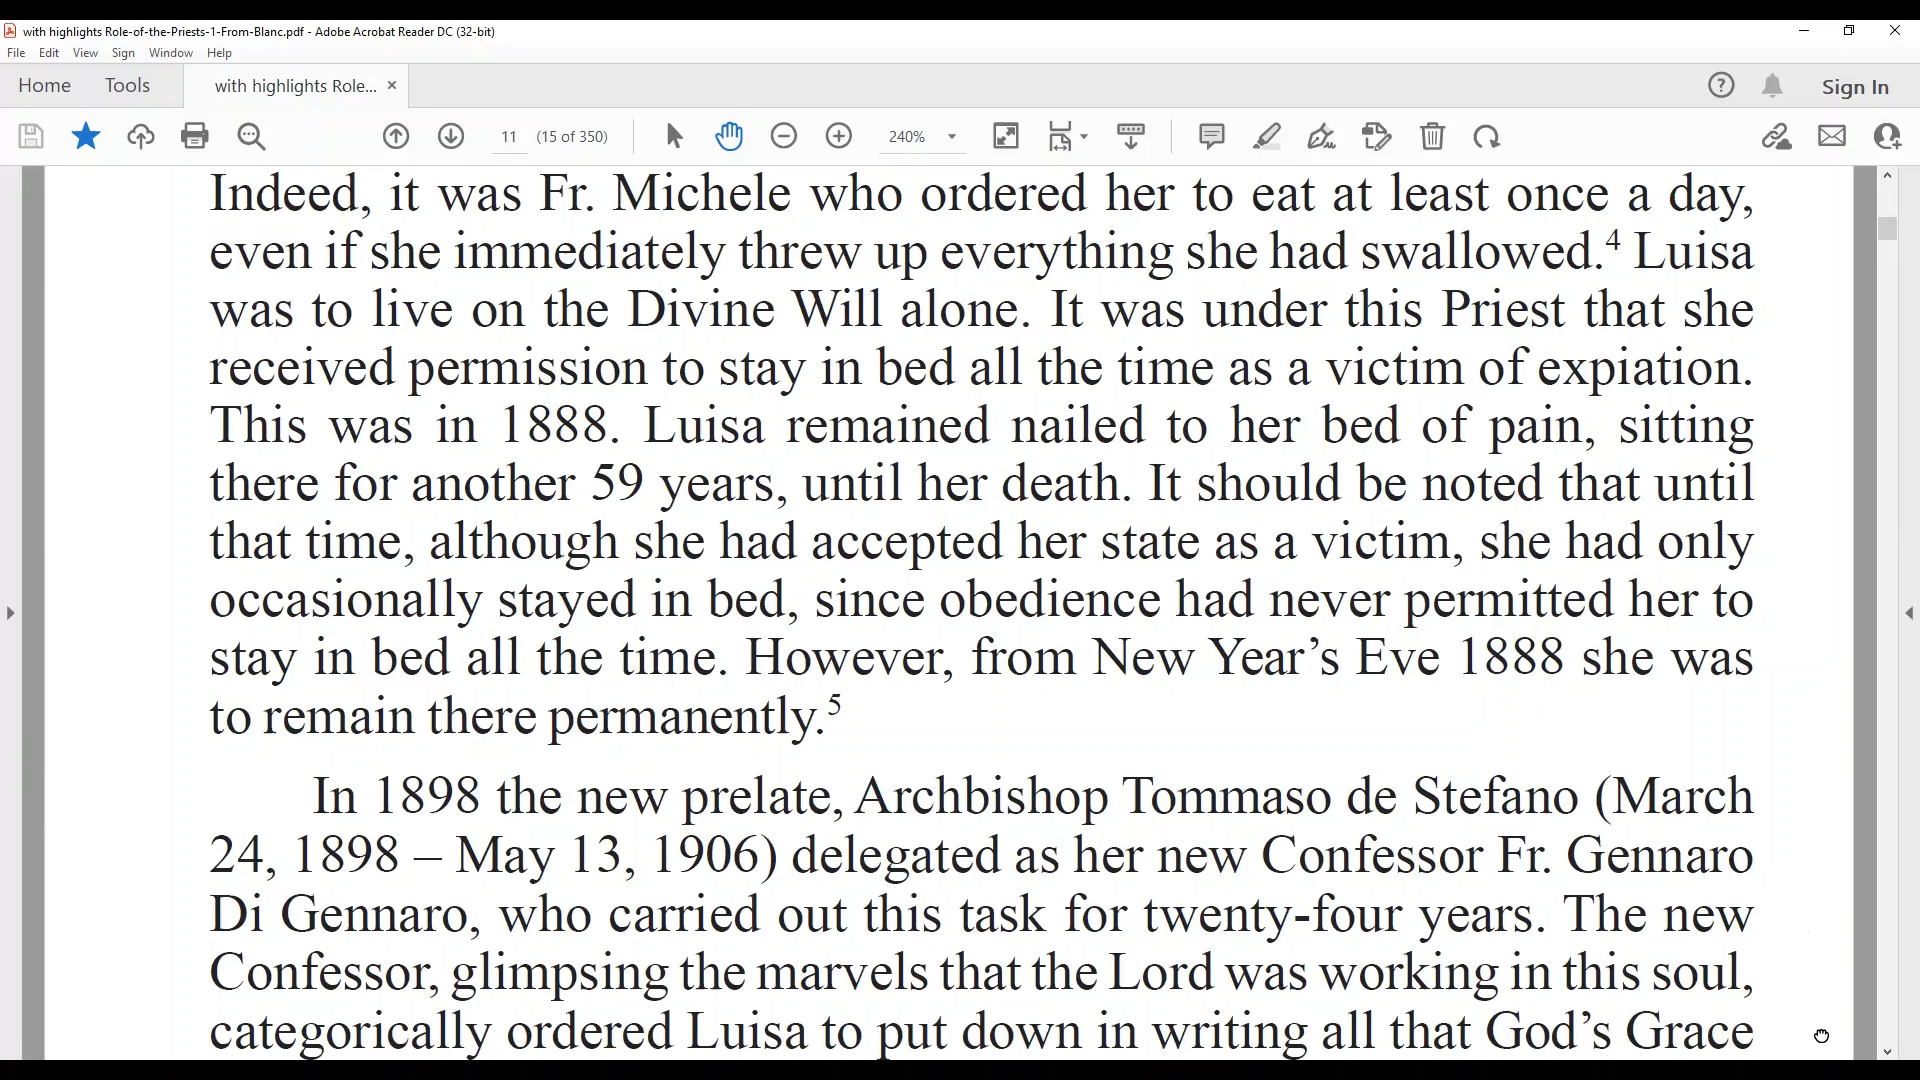 with highlights Role-of-the-Priests-1-From-Blanc.pdf - Adobe Acrobat Reader DC (32-bit)
File Edit View Sign Window Help
Home Tools with highlights Role... × Sign In
11 (15 of 350) 240%
Indeed, it was Fr. Michele who ordered her to eat at least once a day,
even if she immediately threw up everything she had swallowed.⁴ Luisa
was to live on the Divine Will alone. It was under this Priest that she
received permission to stay in bed all the time as a victim of expiation.
This was in 1888. Luisa remained nailed to her bed of pain, sitting
there for another 59 years, until her death. It should be noted that until
that time, although she had accepted her state as a victim, she had only
occasionally stayed in bed, since obedience had never permitted her to
stay in bed all the time. However, from New Year’s Eve 1888 she was
to remain there permanently.⁵
In 1898 the new prelate, Archbishop Tommaso de Stefano (March
24, 1898 – May 13, 1906) delegated as her new Confessor Fr. Gennaro
Di Gennaro, who carried out this task for twenty-four years. The new
Confessor, glimpsing the marvels that the Lord was working in this soul,
categorically ordered Luisa to put down in writing all that God’s Grace